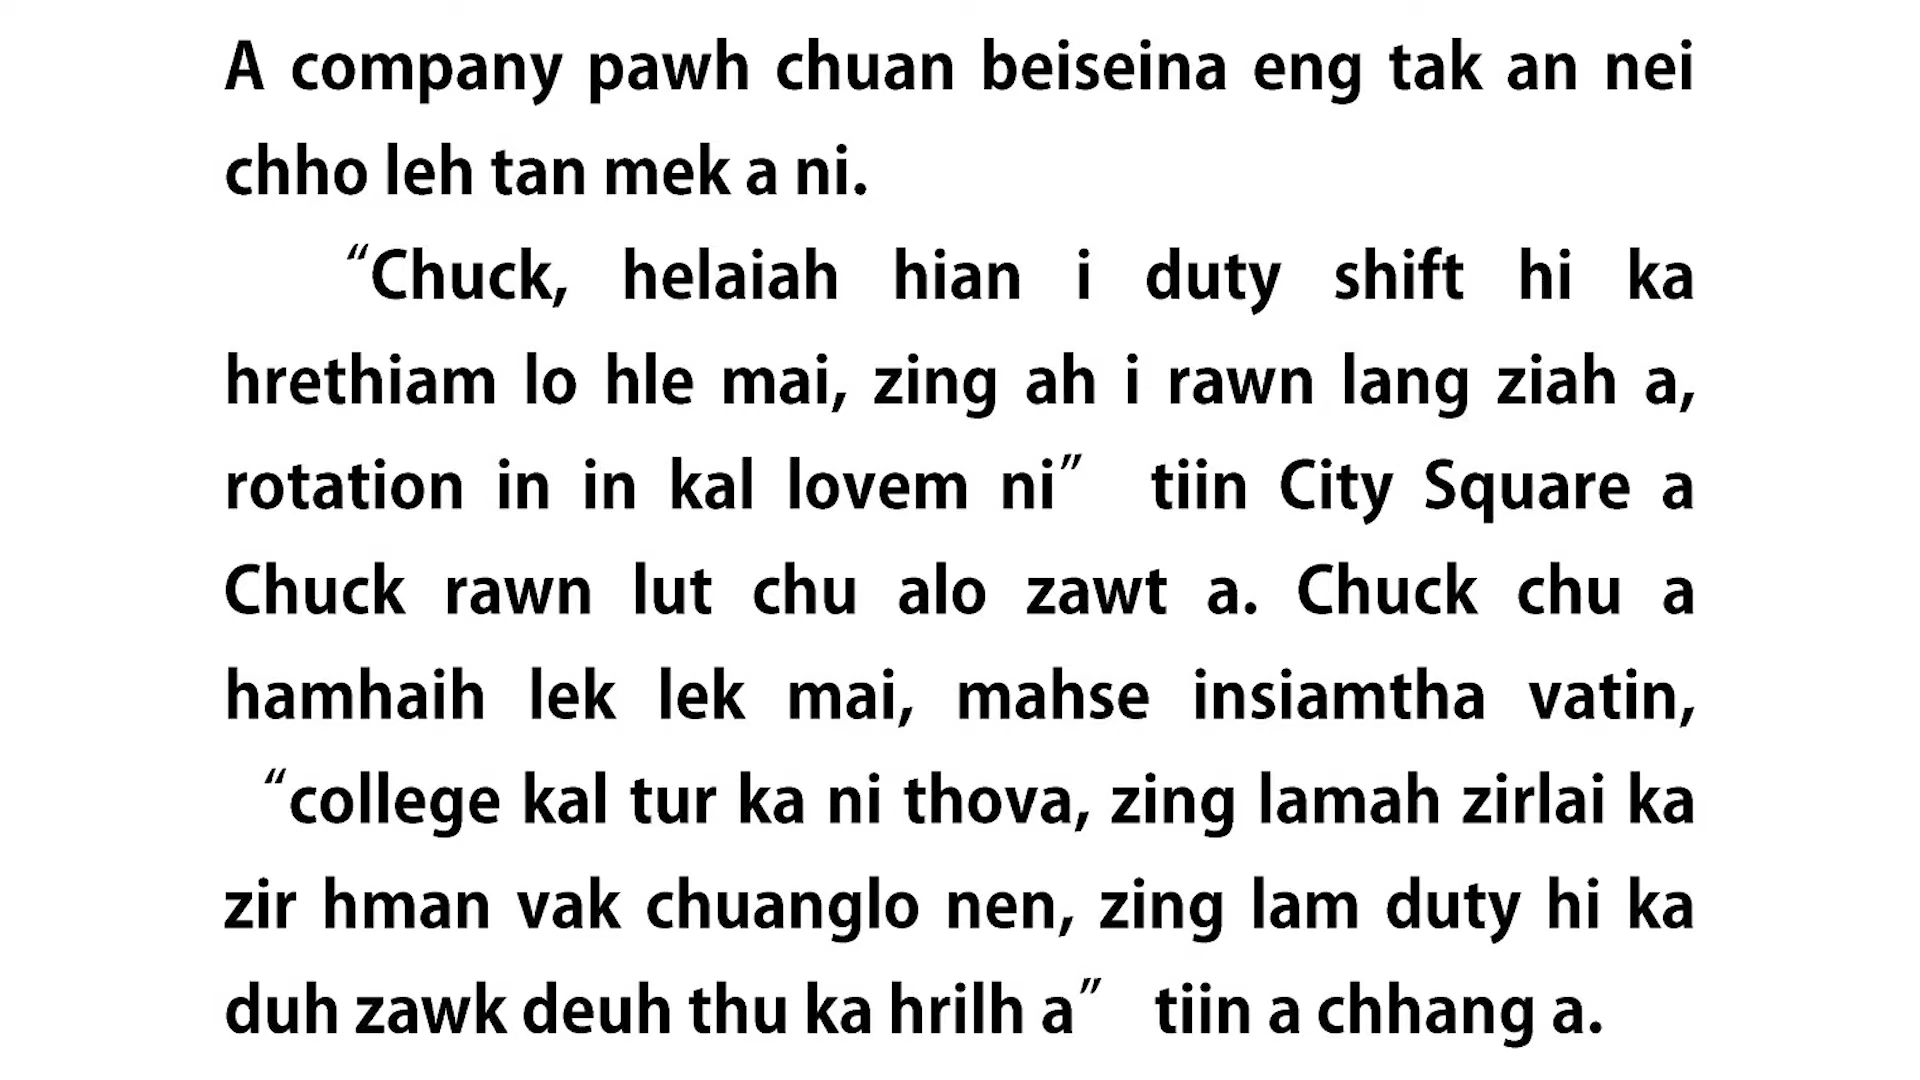 A company pawh chuan beiseina eng tak an nei
chho leh tan mek a ni.
“Chuck, helaiah hian i duty shift hi ka
hrethiam lo hle mai, zing ah i rawn lang ziah a,
rotation in in kal lovem ni” tiin City Square a
Chuck rawn lut chu alo zawt a. Chuck chu a
hamhaih lek lek mai, mahse insiamtha vatin,
“college kal tur ka ni thova, zing lamah zirlai ka
zir hman vak chuanglo nen, zing lam duty hi ka
duh zawk deuh thu ka hrilh a” tiin a chhang a.